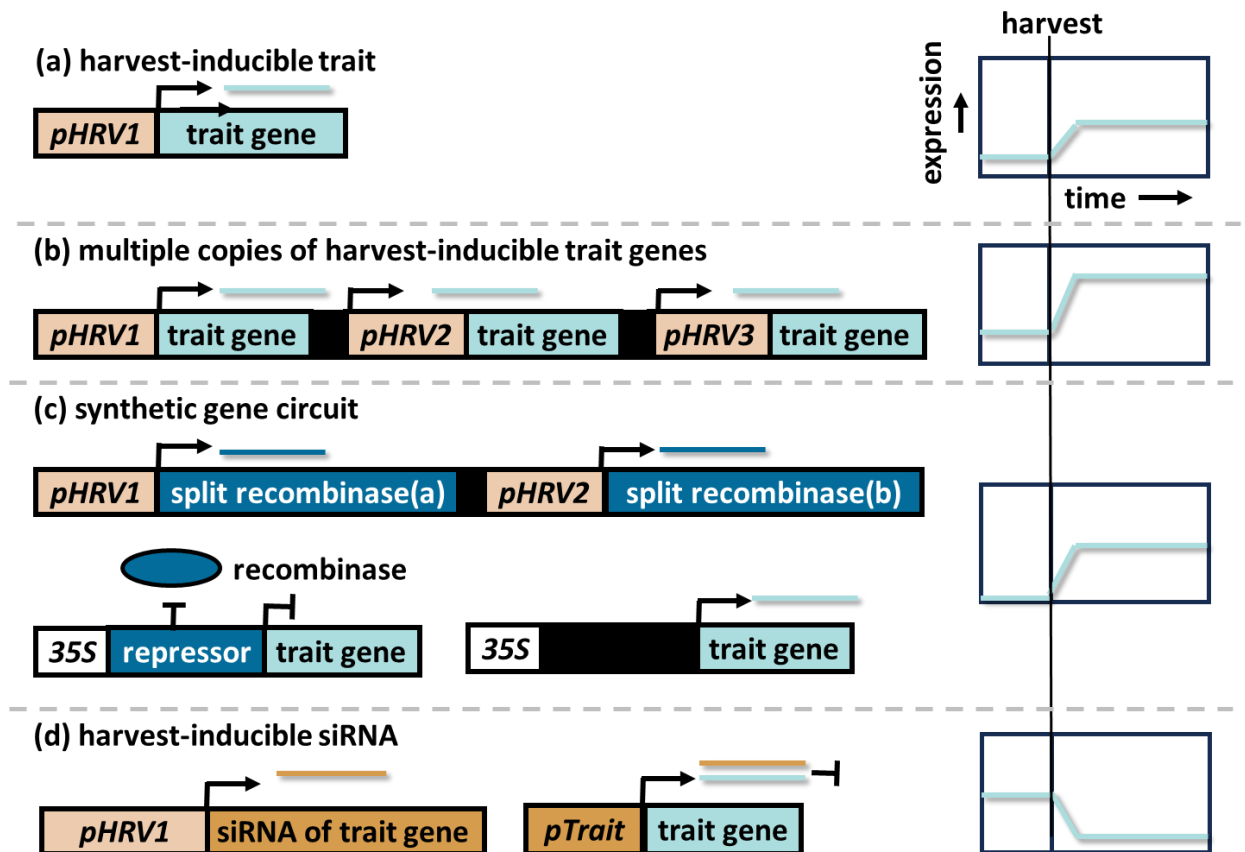 harvest
(a) harvest-inducible trait
pHRV1 trait gene
expression
time
(b) multiple copies of harvest-inducible trait genes
pHRV1 trait gene pHRV2 trait gene pHRV3 trait gene
(c) synthetic gene circuit
pHRV1 split recombinase(a) pHRV2 split recombinase(b)
recombinase
35S repressor trait gene 35S trait gene
(d) harvest-inducible siRNA
pHRV1 siRNA of trait gene pTrait trait gene